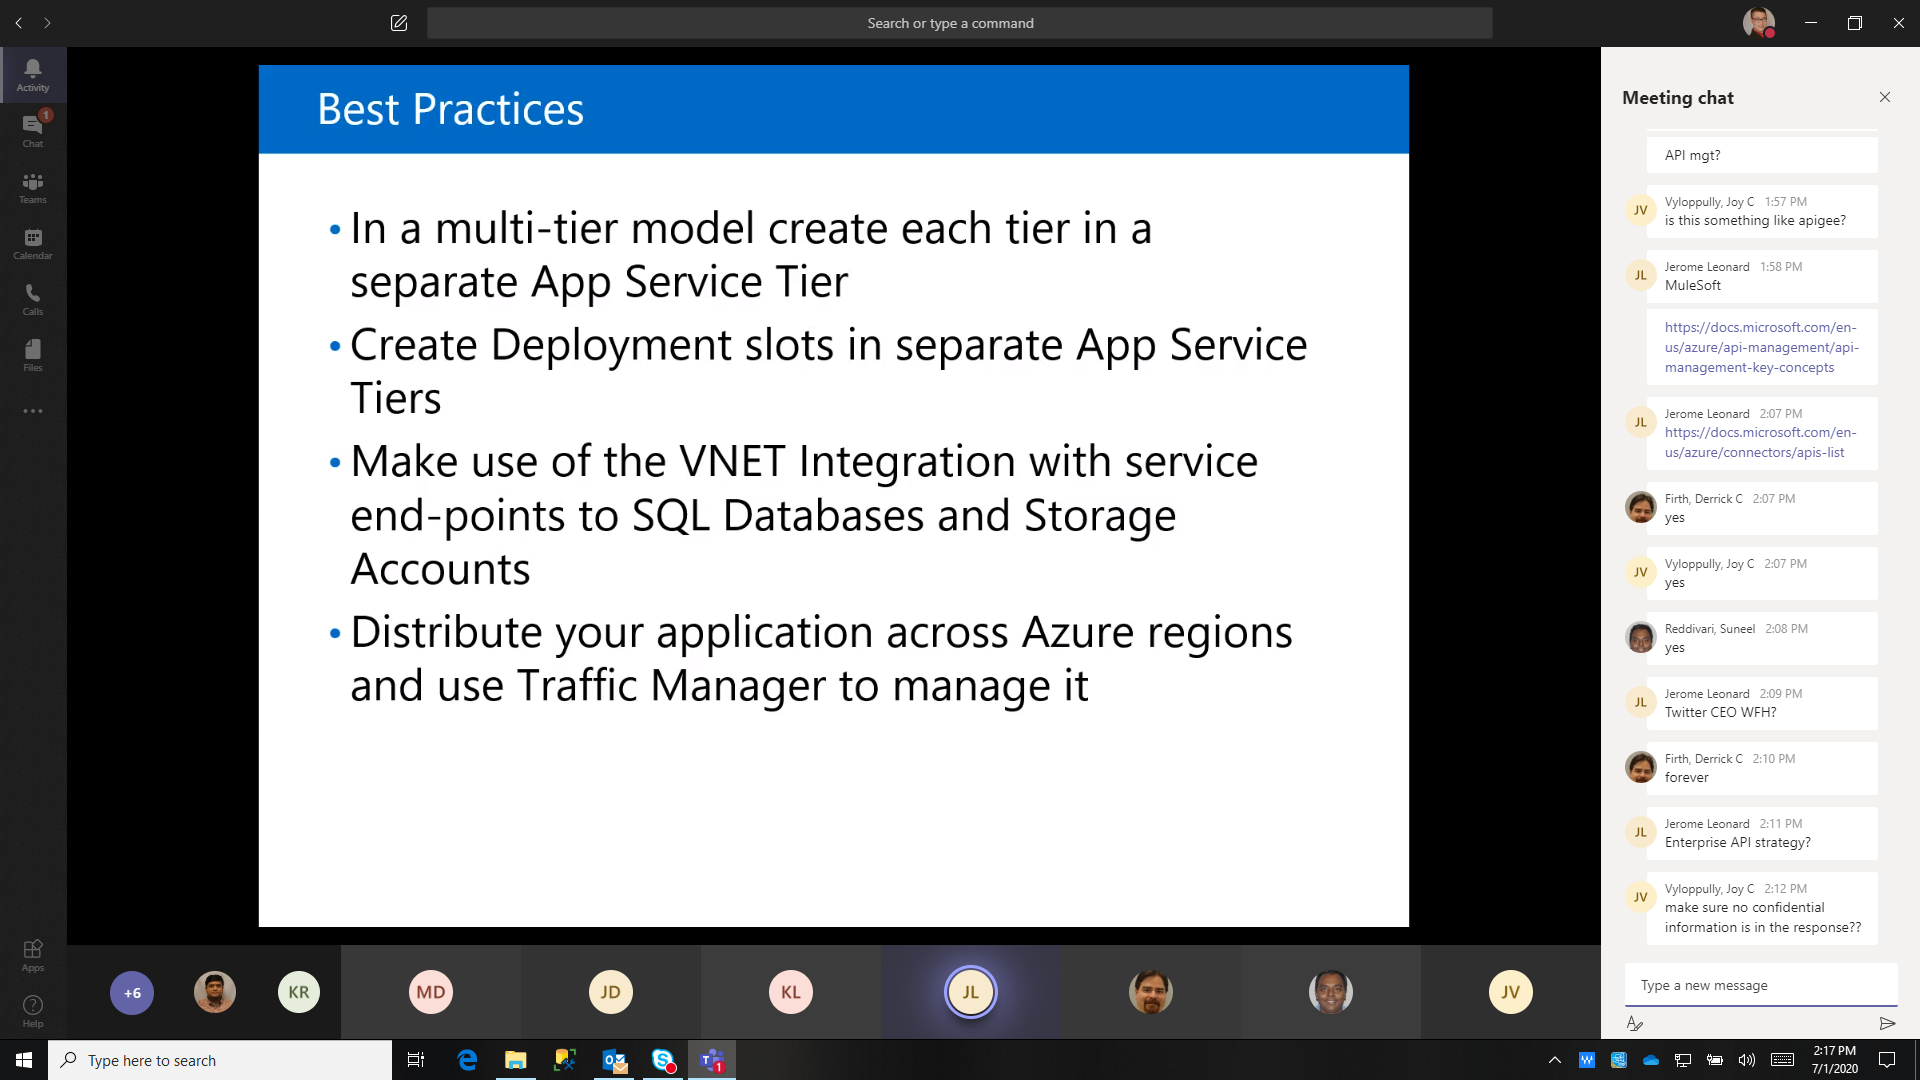 Search or type a command
Activity
1
Chat
Teams
Calendar
Calls
Files
Apps
Help
Best Practices
• In a multi-tier model create each tier in a
separate App Service Tier
• Create Deployment slots in separate App Service
Tiers
• Make use of the VNET Integration with service
end-points to SQL Databases and Storage
Accounts
• Distribute your application across Azure regions
and use Traffic Manager to manage it
+6
KR
MD
JD
KL
JL
JV
Meeting chat
API mgt?
JV
Vyloppully, Joy C 1:57 PM
is this something like apigee?
JL
Jerome Leonard 1:58 PM
MuleSoft
https://docs.microsoft.com/en-
us/azure/api-management/api-
management-key-concepts
JL
Jerome Leonard 2:07 PM
https://docs.microsoft.com/en-
us/azure/connectors/apis-list
Firth, Derrick C 2:07 PM
yes
JV
Vyloppully, Joy C 2:07 PM
yes
Reddivari, Suneel 2:08 PM
yes
JL
Jerome Leonard 2:09 PM
Twitter CEO WFH?
Firth, Derrick C 2:10 PM
forever
JL
Jerome Leonard 2:11 PM
Enterprise API strategy?
JV
Vyloppully, Joy C 2:12 PM
make sure no confidential
information is in the response??
Type a new message
Type here to search
2:17 PM
7/1/2020